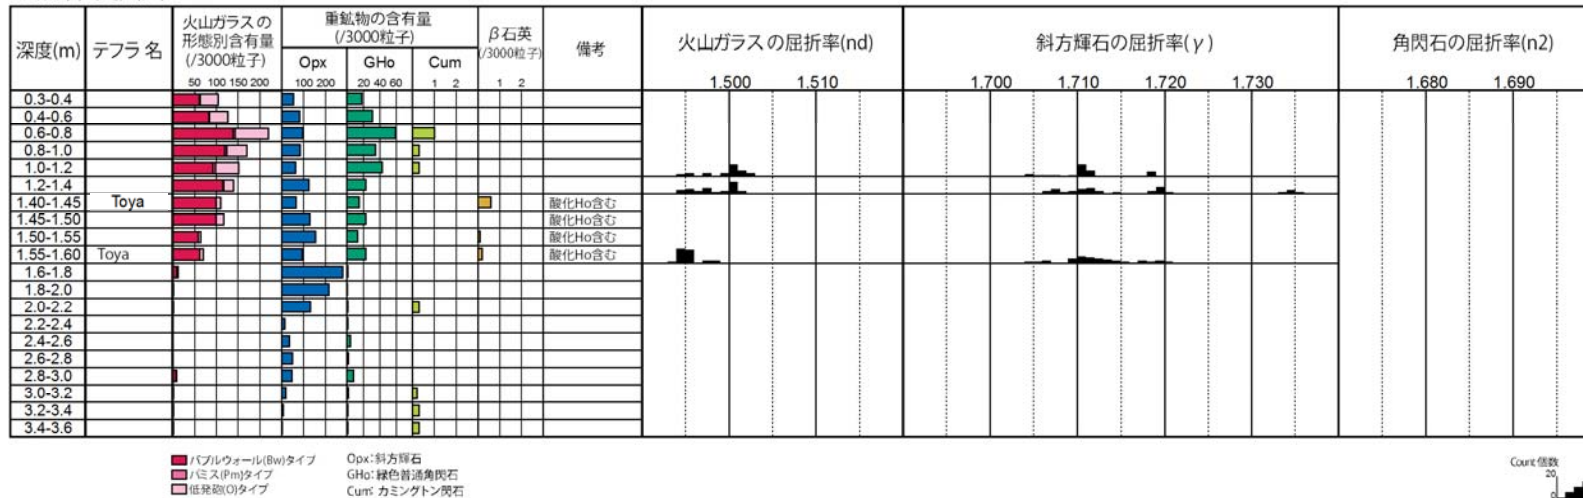 深度(m) テフラ名 火山ガラスの形態別含有量(/3000粒子) 重鉱物の含有量(/3000粒子) β石英(/3000粒子) 備考 火山ガラスの屈折率(nd) 斜方輝石の屈折率(γ) 角閃石の屈折率(n2)
Opx GHo Cum
50 100 150 200 100 200 20 40 60 1 2 1 2 1.500 1.510 1.700 1.710 1.720 1.730 1.680 1.690
0.3-0.4
0.4-0.6
0.6-0.8
0.8-1.0
1.0-1.2
1.2-1.4
1.40-1.45 Toya 酸化Ho含む
1.45-1.50 酸化Ho含む
1.50-1.55 酸化Ho含む
1.55-1.60 Toya 酸化Ho含む
1.6-1.8
1.8-2.0
2.0-2.2
2.2-2.4
2.4-2.6
2.6-2.8
2.8-3.0
3.0-3.2
3.2-3.4
3.4-3.6
バブルウォール(Bw)タイプ Opx:斜方輝石
パミス(Pm)タイプ GHo:緑色普通角閃石
低発砲(O)タイプ Cum: カミングトン閃石
Count 個数
20
0